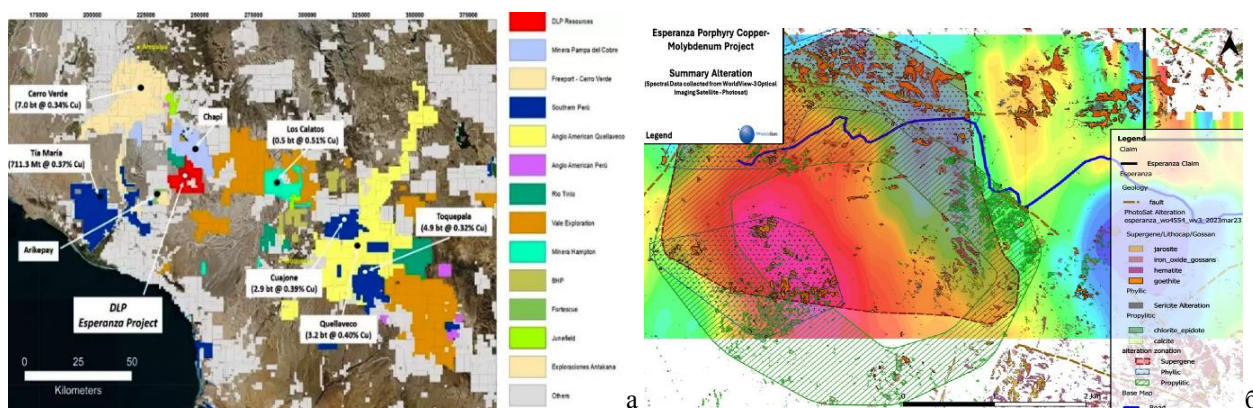 200000
225000
250000
275000
300000
325000
350000
375000
Arequipa
Cerro Verde
(7.0 bt @ 0.34% Cu)
Chapi
Los Calatos
(0.5 bt @ 0.51% Cu)
Tía María
(711.3 Mt @ 0.37% Cu)
Toquepala
(4.9 bt @ 0.32% Cu)
Arikepay
Cuajone
(2.9 bt @ 0.39% Cu)
DLP
Esperanza Project
Quellaveco
(3.2 bt @ 0.40% Cu)
0 25 50
Kilometers
DLP Resources
Minera Pampa del Cobre
Freeport - Cerro Verde
Southern Perú
Anglo American Quellaveco
Anglo American Perú
Rio Tinto
Vale Exploration
Minera Hampton
BHP
Fortescue
Junefield
Exploraciones Antakana
Others
a
Esperanza Porphyry Copper-
Molybdenum Project
Summary Alteration
(Spectral Data collected from WorldView-3 Optical
Imaging Satellite - Photosat)
Legend
PhotoSat
Legend
Claim
Esperanza Claim
Esperanza
Geology
fault
PhotoSat Alteration
esperanza_wo4554_wv3_2023mar23
Supergene/Lithocap/Gossan
jarosite
iron_oxide_gossans
hematite
goethite
Phyllic
Sericite Alteration
Propylitic
chlorite_epidote
calcite
alteration zonation
Supergene
Phyllic
Propylitic
Base Map
Road
0
2 km
б